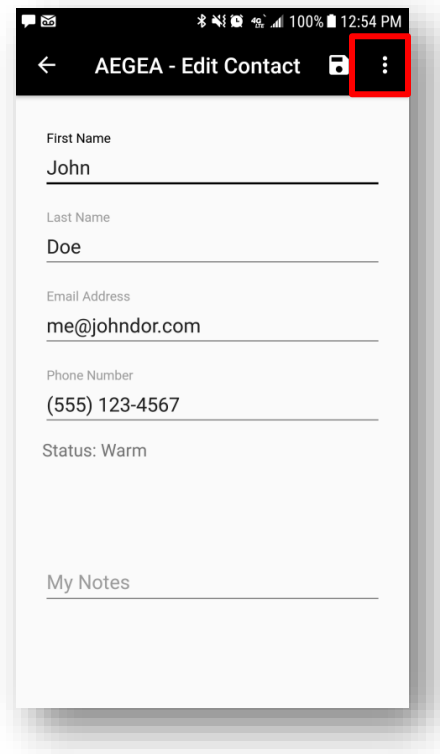 100% 12:54 PM
AEGEA - Edit Contact
First Name
John
Last Name
Doe
Email Address
me@johndor.com
Phone Number
(555) 123-4567
Status: Warm
My Notes